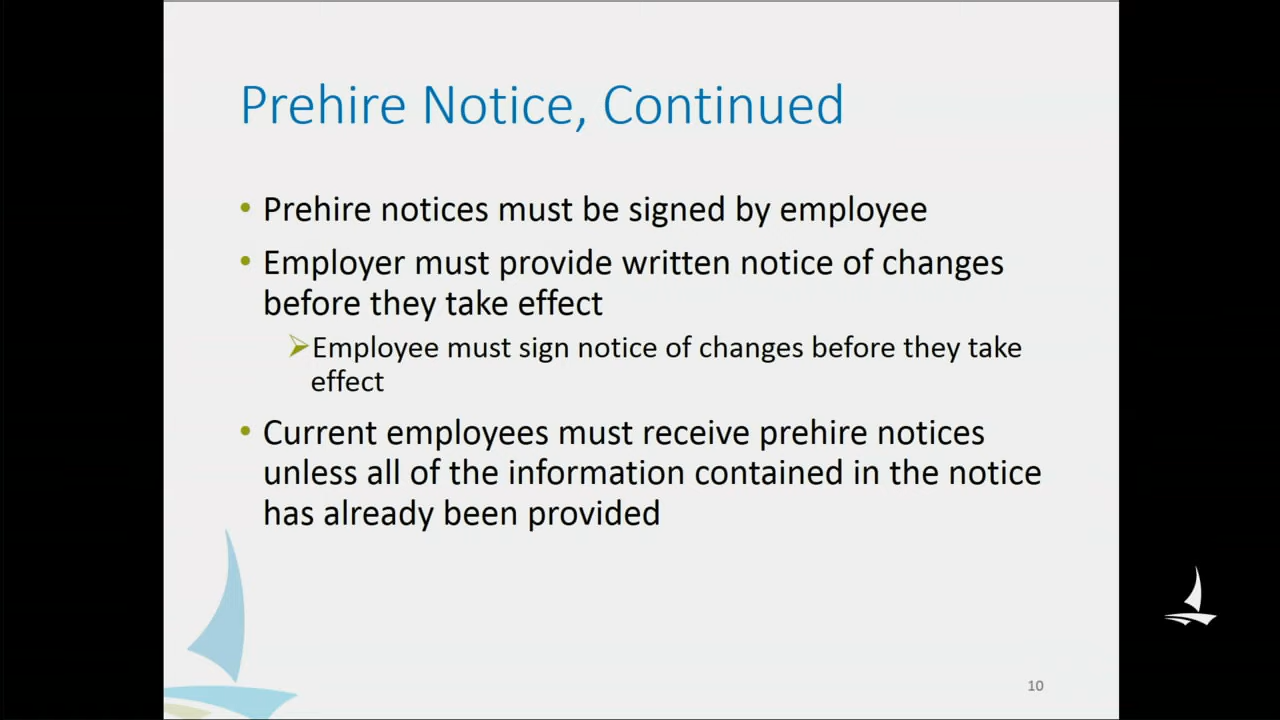 Prehire Notice, Continued
• Prehire notices must be signed by employee
• Employer must provide written notice of changes
before they take effect
➢Employee must sign notice of changes before they take
effect
• Current employees must receive prehire notices
unless all of the information contained in the notice
has already been provided
10